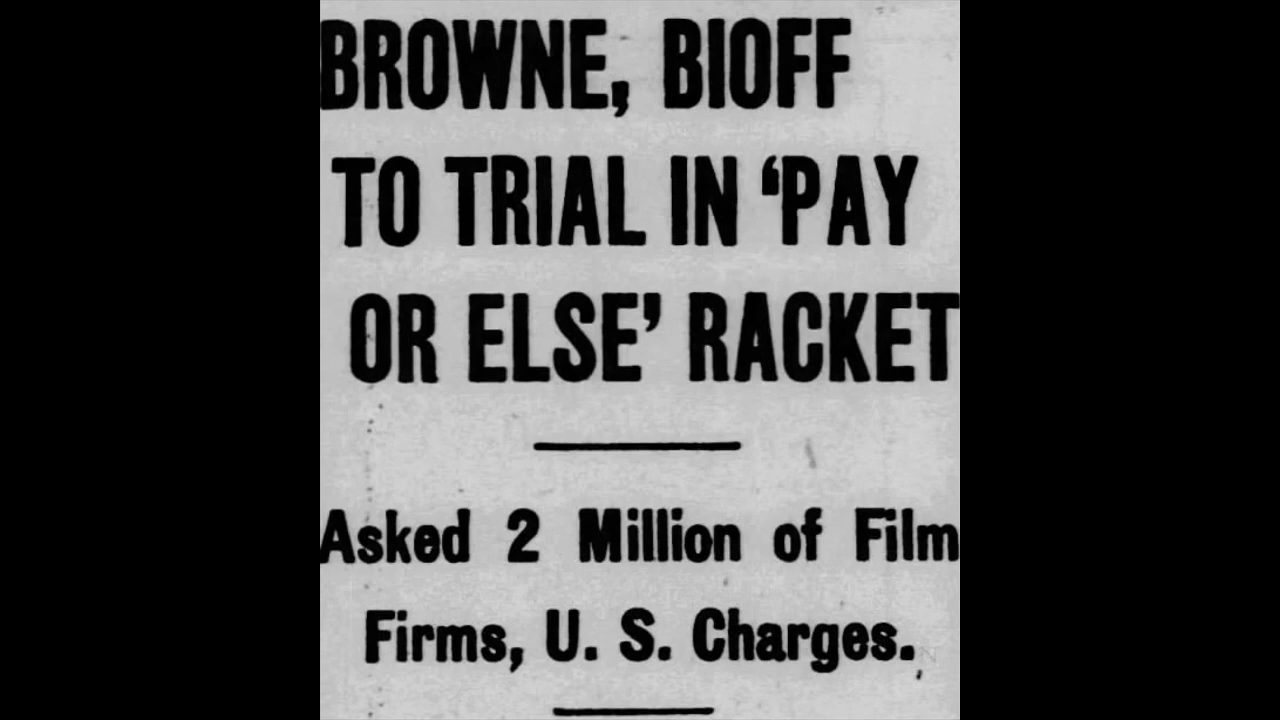 BROWNE, BIOFF
TO TRIAL IN ‘PAY
OR ELSE’ RACKET
Asked 2 Million of Film
Firms, U. S. Charges.